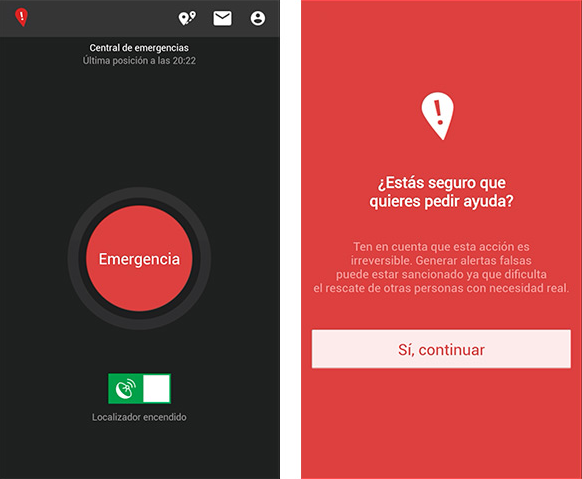 Central de emergencias
Última posición a las 20:22
Emergencia
Localizador encendido
¿Estás seguro que
quieres pedir ayuda?
Ten en cuenta que esta acción es
irreversible. Generar alertas falsas
puede estar sancionado ya que dificulta
el rescate de otras personas con necesidad real.
Sí, continuar